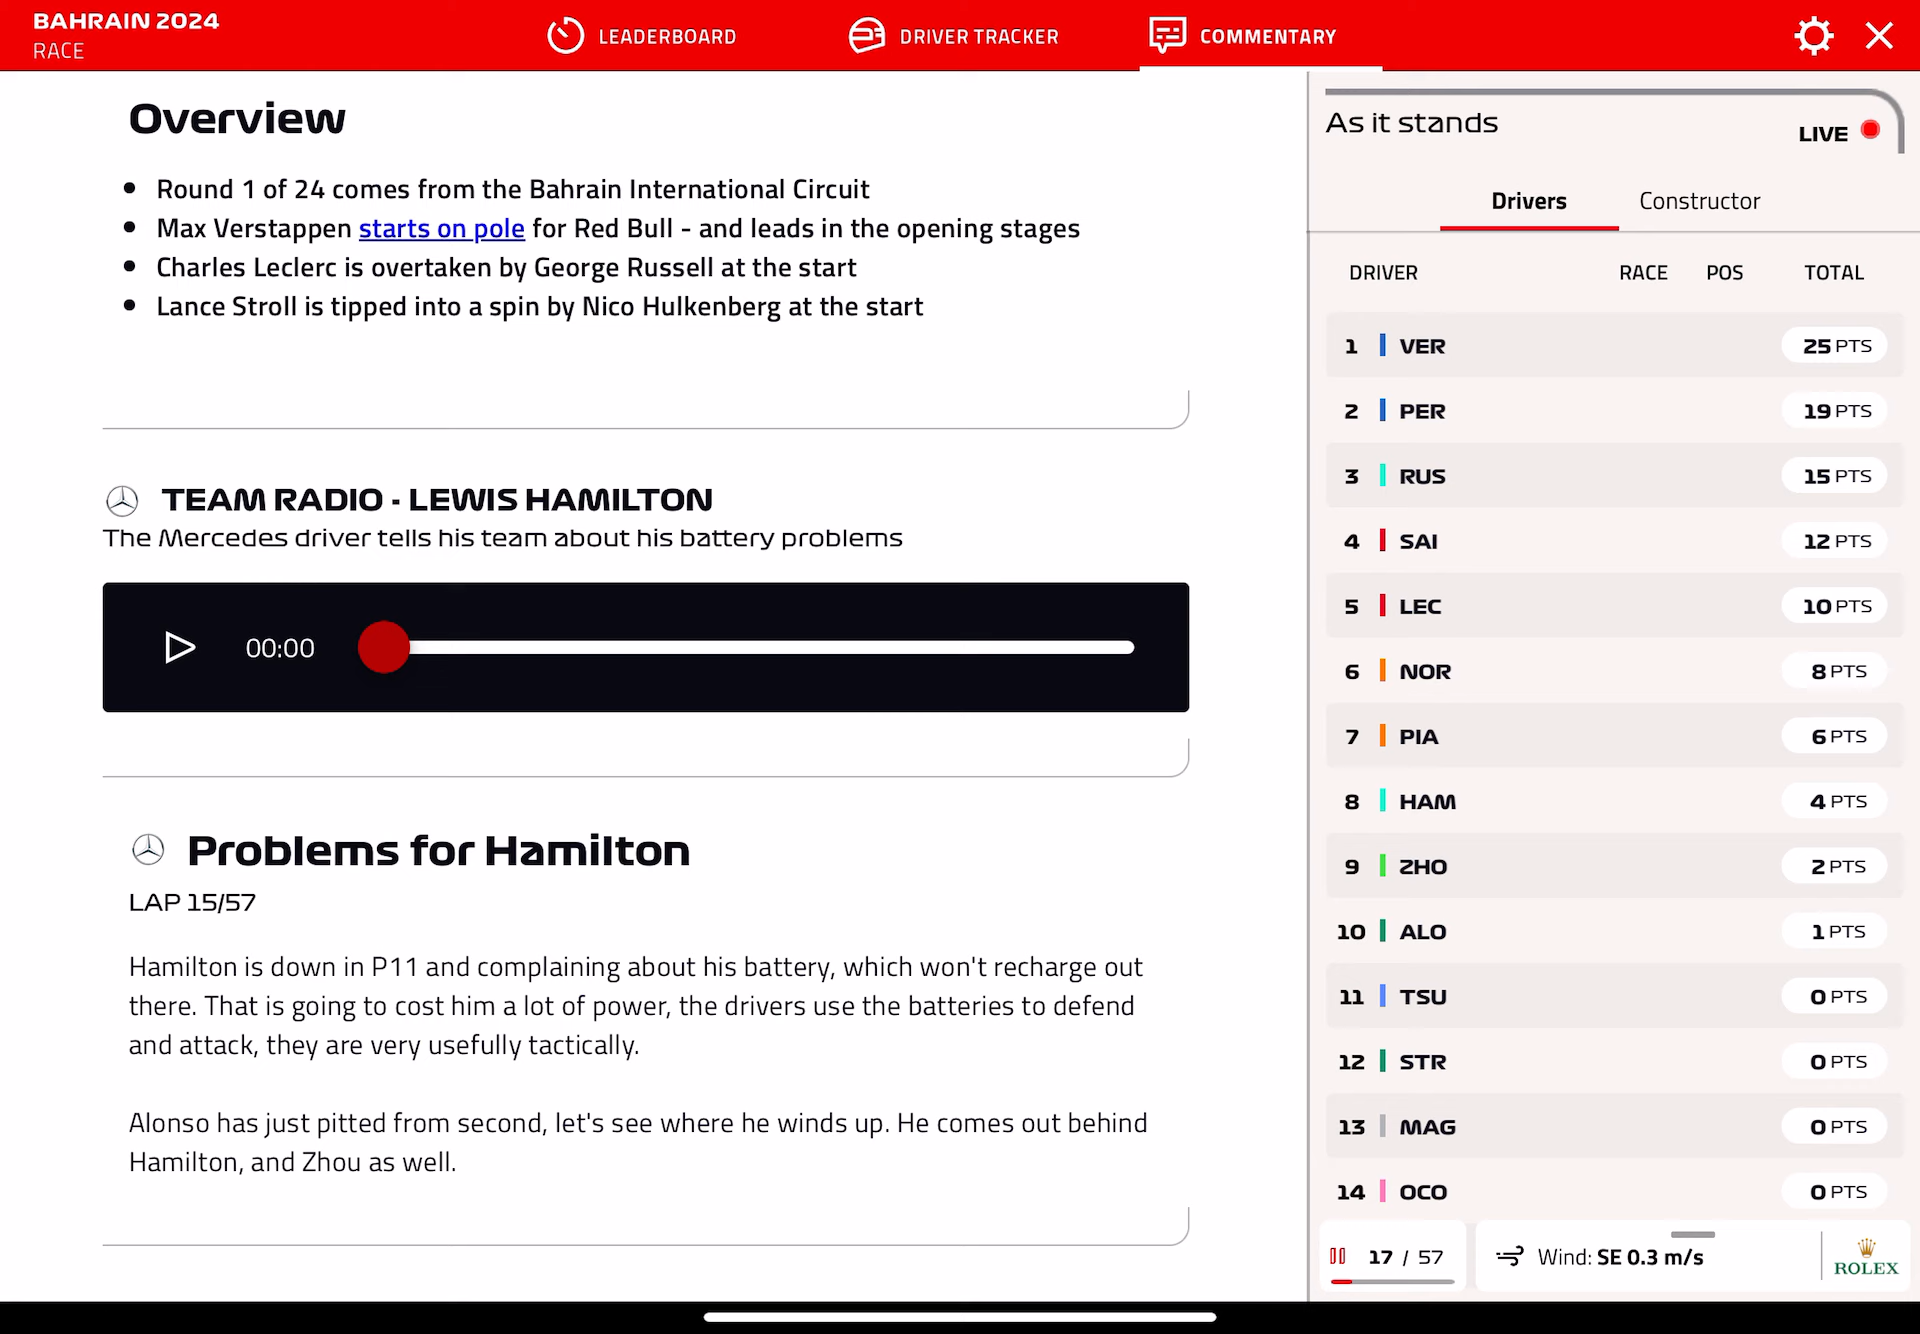 BAHRAIN 2024
RACE
LEADERBOARD
DRIVER TRACKER
COMMENTARY
Overview
Round 1 of 24 comes from the Bahrain International Circuit
Max Verstappen starts on pole for Red Bull - and leads in the opening stages
Charles Leclerc is overtaken by George Russell at the start
Lance Stroll is tipped into a spin by Nico Hulkenberg at the start
TEAM RADIO - LEWIS HAMILTON
The Mercedes driver tells his team about his battery problems
00:00
Problems for Hamilton
LAP 15/57
Hamilton is down in P11 and complaining about his battery, which won't recharge out
there. That is going to cost him a lot of power, the drivers use the batteries to defend
and attack, they are very usefully tactically.
Alonso has just pitted from second, let's see where he winds up. He comes out behind
Hamilton, and Zhou as well.
As it stands
LIVE
Drivers Constructor
DRIVER RACE POS TOTAL
1 VER 25 PTS
2 PER 19 PTS
3 RUS 15 PTS
4 SAI 12 PTS
5 LEC 10 PTS
6 NOR 8 PTS
7 PIA 6 PTS
8 HAM 4 PTS
9 ZHO 2 PTS
10 ALO 1 PTS
11 TSU 0 PTS
12 STR 0 PTS
13 MAG 0 PTS
14 OCO 0 PTS
17 / 57
Wind: SE 0.3 m/s
ROLEX